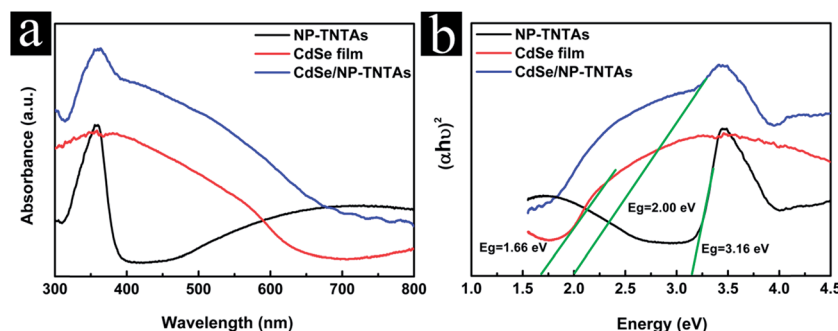 a
NP-TNTAs
CdSe film
CdSe/NP-TNTAs
Absorbance (a.u.)
300 400 500 600 700 800
Wavelength (nm)
b
NP-TNTAs
CdSe film
CdSe/NP-TNTAs
(αhυ)²
Eg=2.00 eV
Eg=1.66 eV
Eg=3.16 eV
1.0 1.5 2.0 2.5 3.0 3.5 4.0 4.5
Energy (eV)